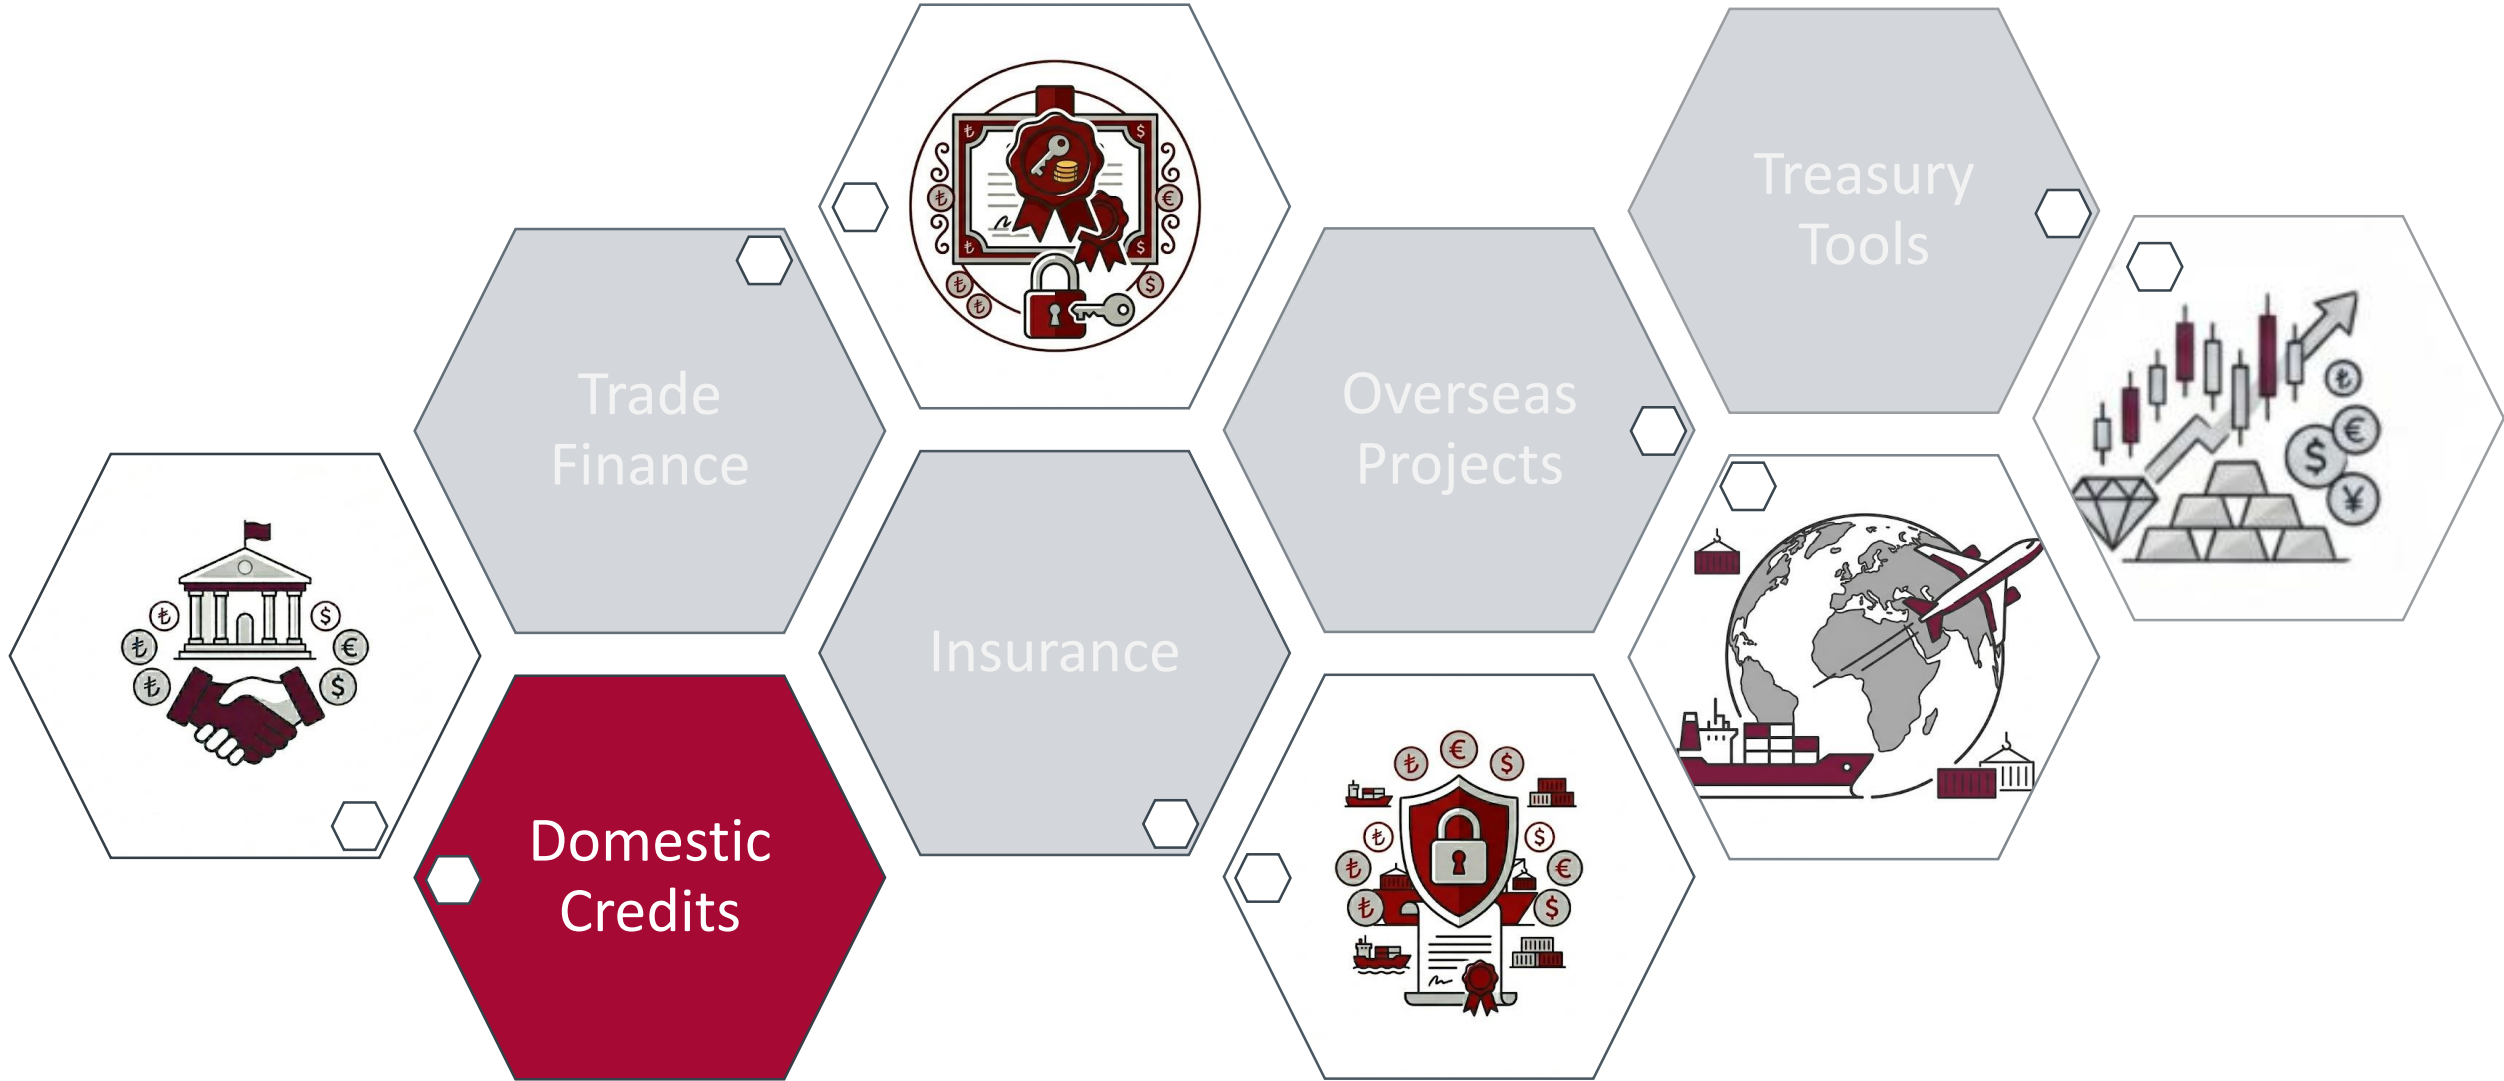 Treasury
Tools
Trade
Finance
Overseas
Projects
Insurance
Domestic
Credits